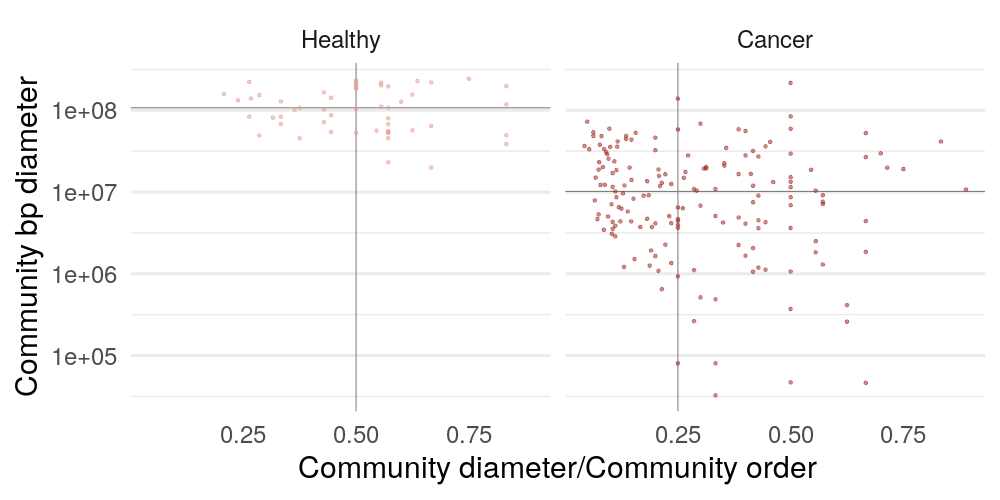 Healthy
Cancer
Community bp diameter
1e+08
1e+07
1e+06
1e+05
0.25 0.50 0.75
0.25 0.50 0.75
Community diameter/Community order